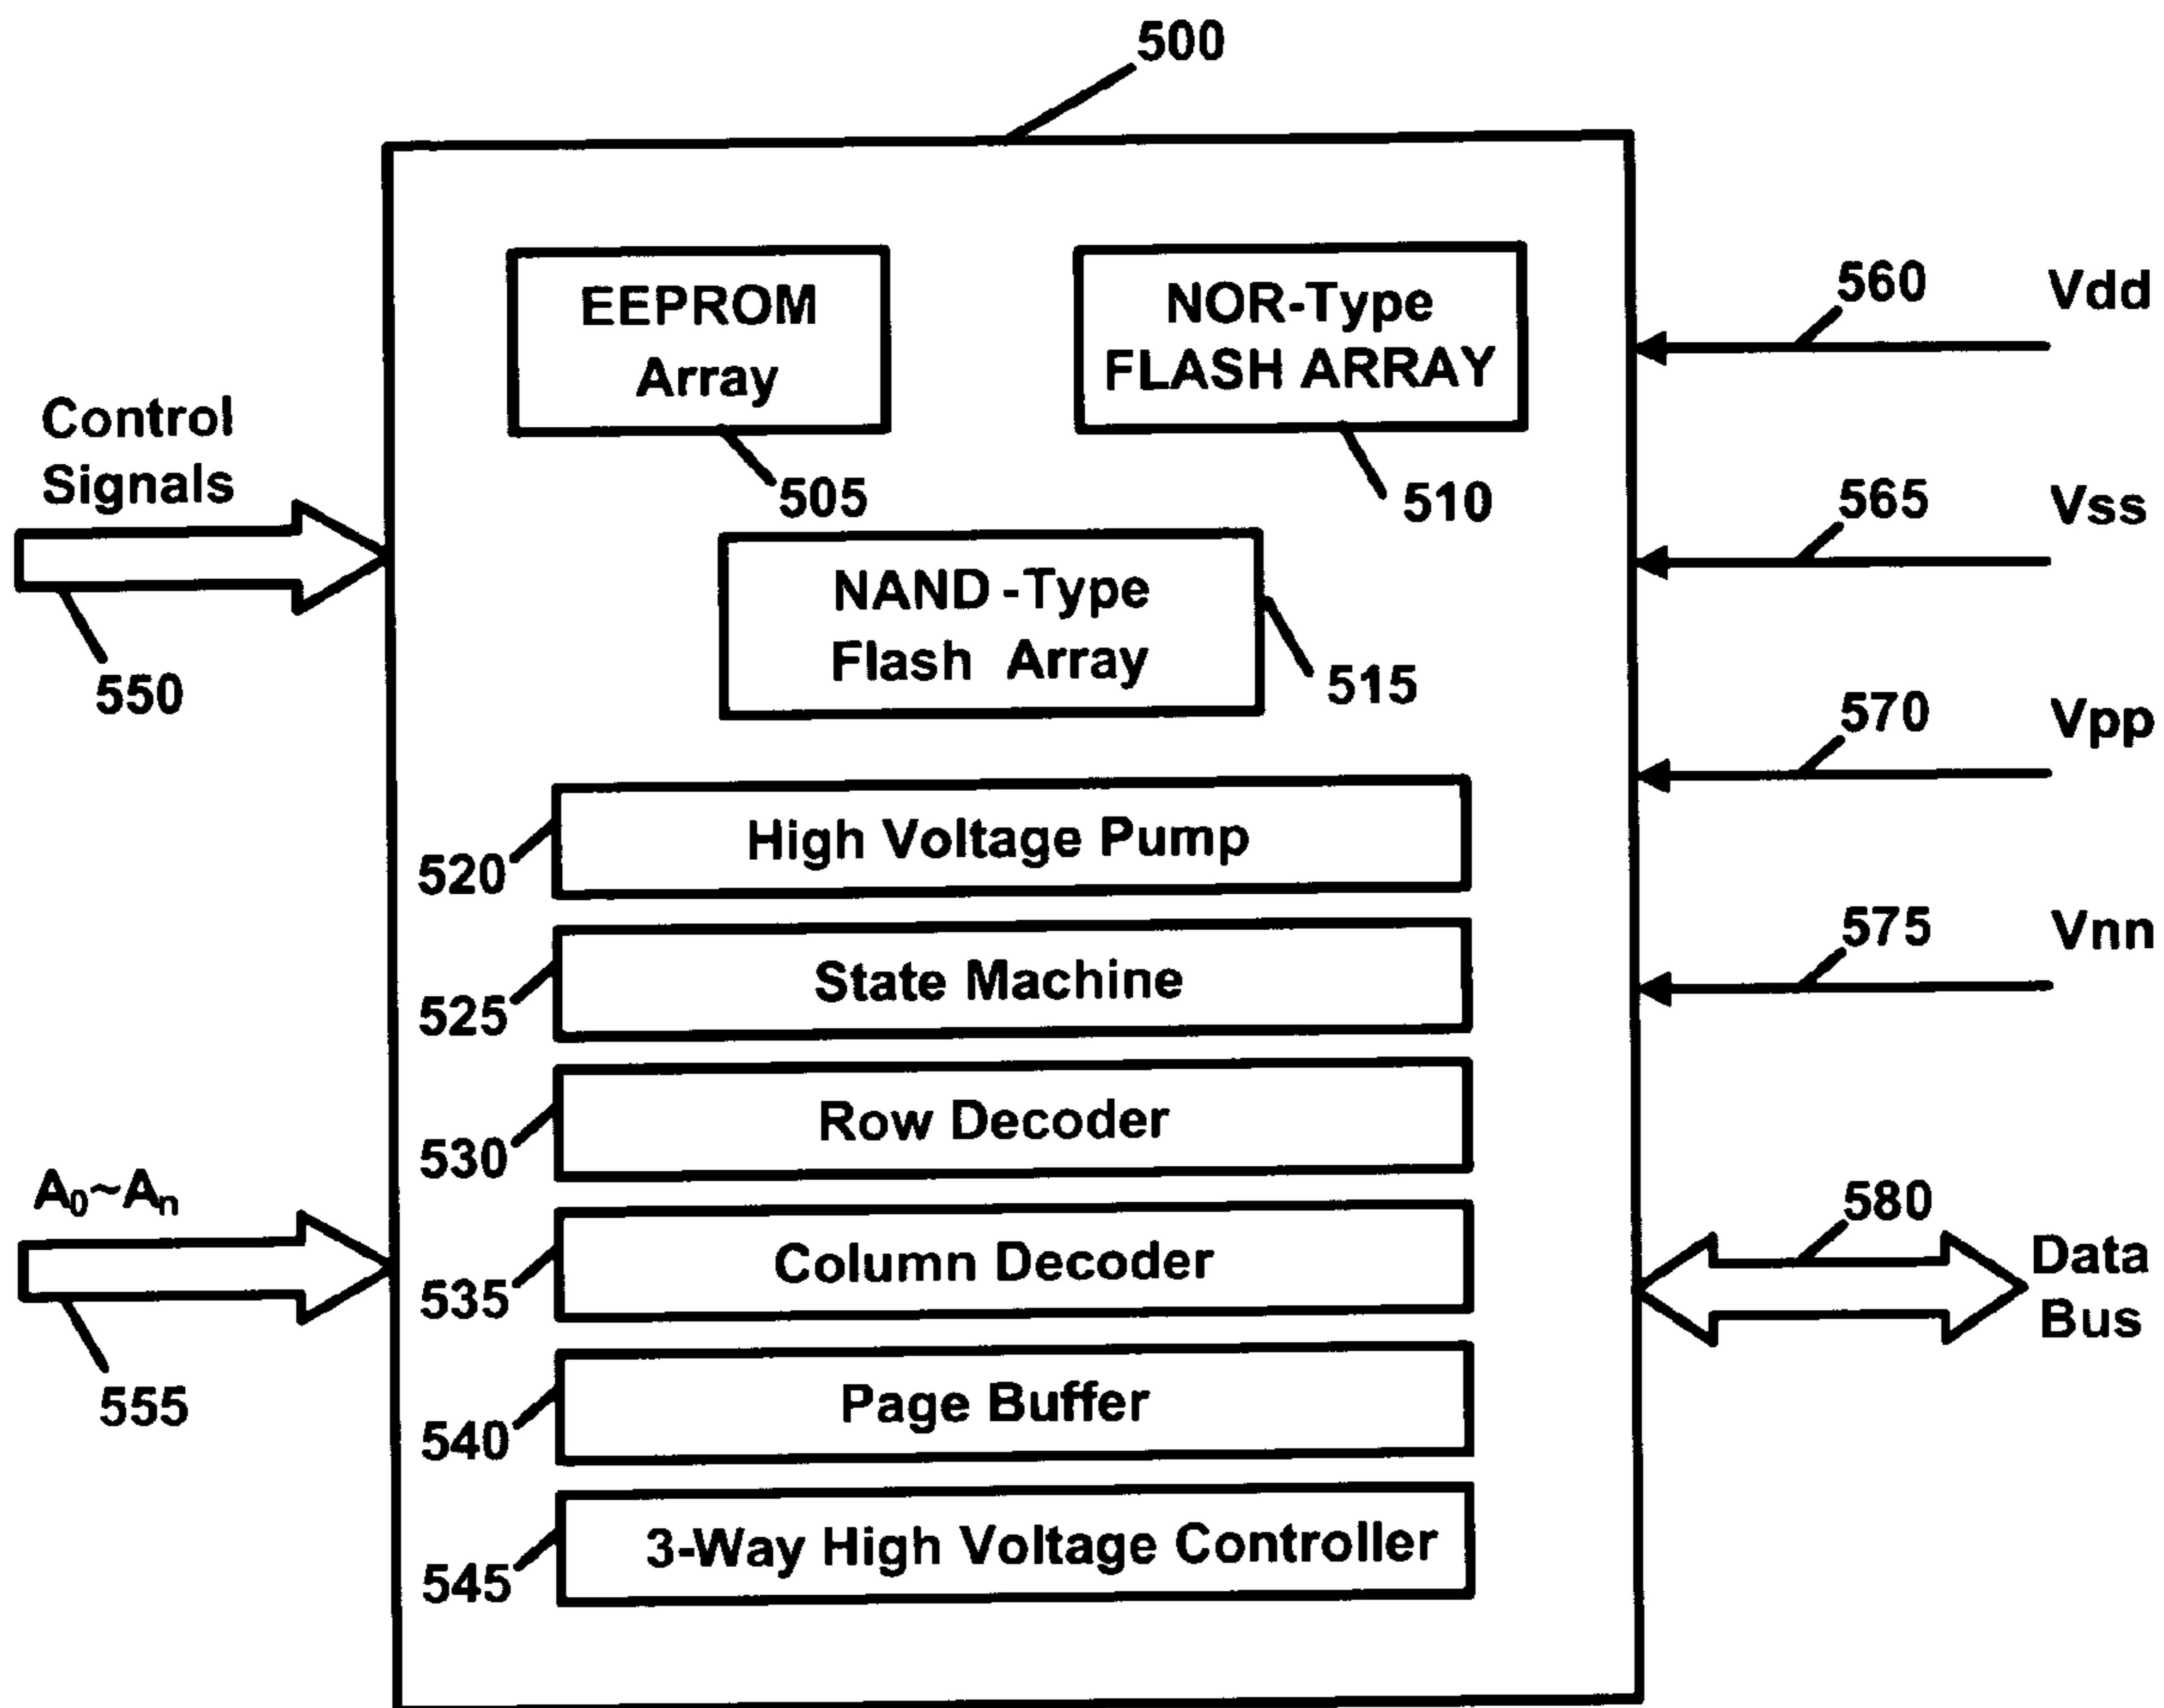 500
EEPROM
Array
505
NOR-Type
FLASH ARRAY
510
NAND -Type
Flash Array
515
Control
Signals
550
560 Vdd
565 Vss
570 Vpp
575 Vnn
High Voltage Pump
520
State Machine
525
Row Decoder
530
Column Decoder
535
Page Buffer
540
3-Way High Voltage Controller
545
A₀~Aₙ
555
580
Data
Bus